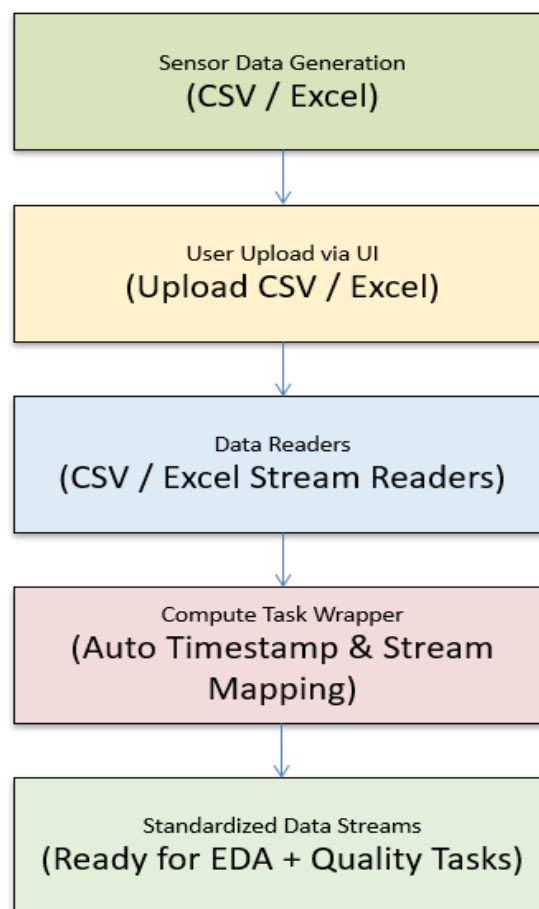 Sensor Data Generation
(CSV / Excel)
User Upload via UI
(Upload CSV / Excel)
Data Readers
(CSV / Excel Stream Readers)
Compute Task Wrapper
(Auto Timestamp & Stream
Mapping)
Standardized Data Streams
(Ready for EDA + Quality Tasks)